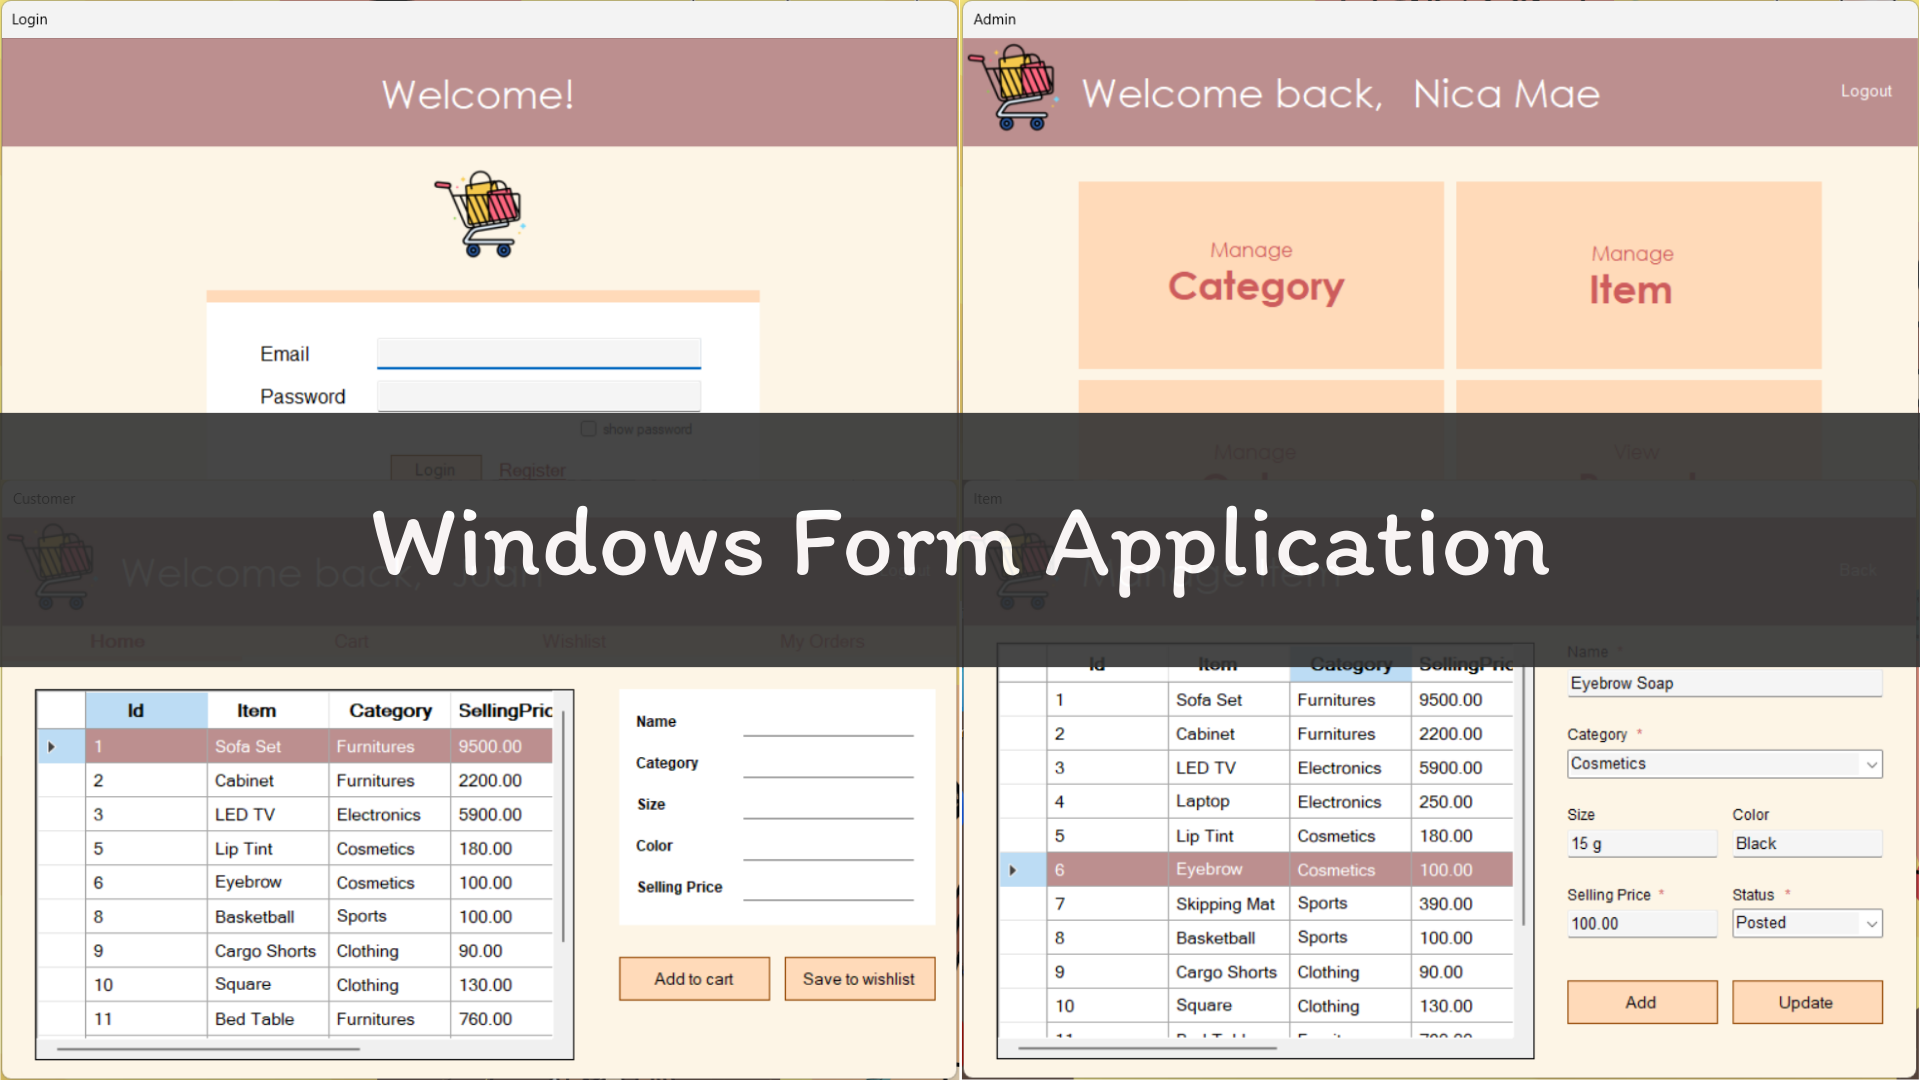 Login
Welcome!
Email
Password
show password
Login
Register
Admin
Welcome back, Nica Mae
Logout
Manage
Category
Manage
Item
Manage
View
Windows Form Application
Customer
Welcome back, Juan
Home
Cart
Wishlist
My Orders
Id Item Category SellingPric
1 Sofa Set Furnitures 9500.00
2 Cabinet Furnitures 2200.00
3 LED TV Electronics 5900.00
5 Lip Tint Cosmetics 180.00
6 Eyebrow Cosmetics 100.00
8 Basketball Sports 100.00
9 Cargo Shorts Clothing 90.00
10 Square Clothing 130.00
11 Bed Table Furnitures 760.00
Name
Category
Size
Color
Selling Price
Add to cart
Save to wishlist
Item
Manage Item
Back
Id Item Category SellingPric
1 Sofa Set Furnitures 9500.00
2 Cabinet Furnitures 2200.00
3 LED TV Electronics 5900.00
4 Laptop Electronics 250.00
5 Lip Tint Cosmetics 180.00
6 Eyebrow Cosmetics 100.00
7 Skipping Mat Sports 390.00
8 Basketball Sports 100.00
9 Cargo Shorts Clothing 90.00
10 Square Clothing 130.00
Name *
Eyebrow Soap
Category *
Cosmetics
Size
15 g
Color
Black
Selling Price *
100.00
Status *
Posted
Add
Update